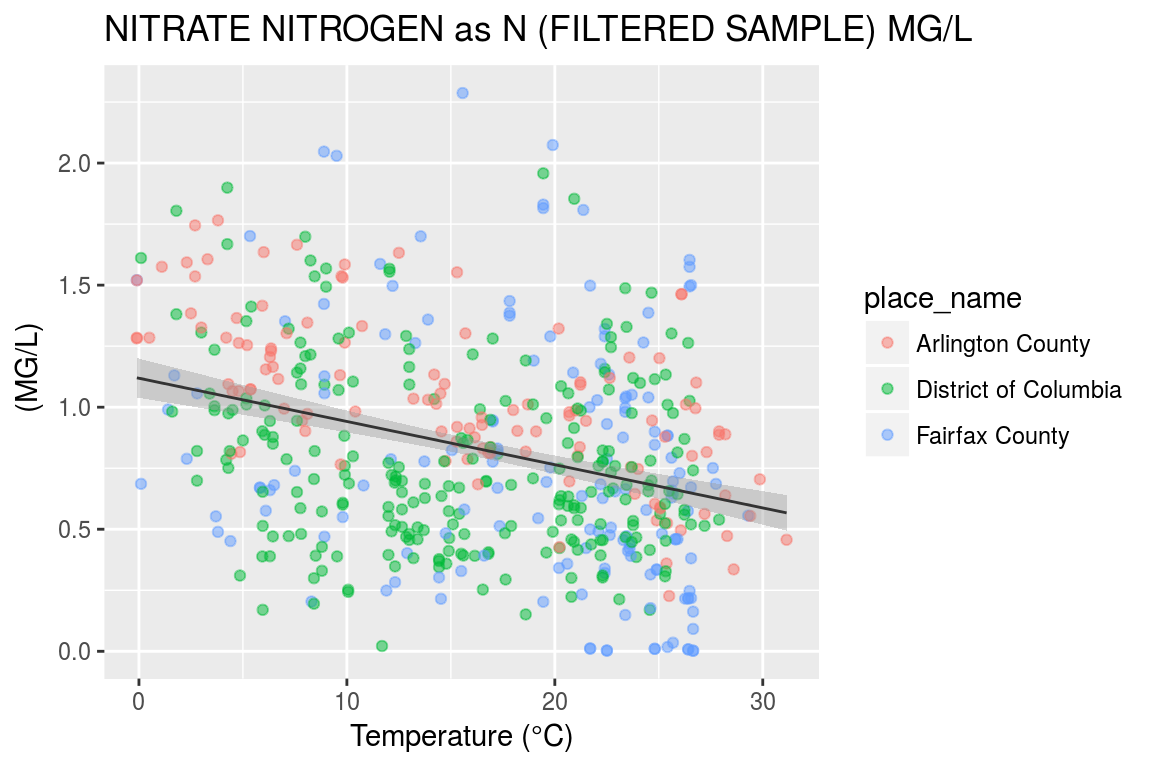 NITRATE NITROGEN as N (FILTERED SAMPLE) MG/L
(MG/L)
2.0
1.5
1.0
0.5
0.0
0 10 20 30
Temperature (°C)
place_name
Arlington County
District of Columbia
Fairfax County